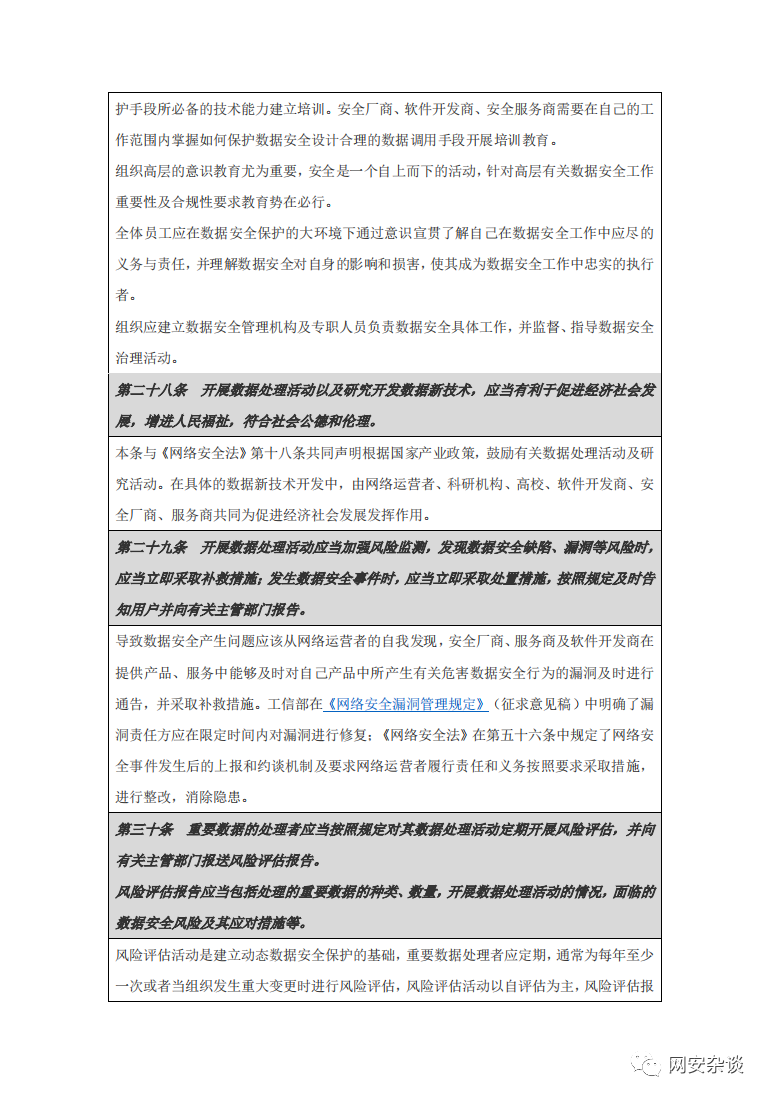 护手段所必备的技术能力建立培训。安全厂商、软件开发商、安全服务商需要在自己的工
作范围内掌握如何保护数据安全设计合理的数据调用手段开展培训教育。
组织高层的意识教育尤为重要，安全是一个自上而下的活动，针对高层有关数据安全工作
重要性及合规性要求教育势在必行。
全体员工应在数据安全保护的大环境下通过意识宣贯了解自己在数据安全工作中应尽的
义务与责任，并理解数据安全对自身的影响和损害，使其成为数据安全工作中忠实的执行
者。
组织应建立数据安全管理机构及专职人员负责数据安全具体工作，并监督、指导数据安全
治理活动。
第二十八条　开展数据处理活动以及研究开发数据新技术，应当有利于促进经济社会发
展，增进人民福祉，符合社会公德和伦理。
本条与《网络安全法》第十八条共同声明根据国家产业政策，鼓励有关数据处理活动及研
究活动。在具体的数据新技术开发中，由网络运营者、科研机构、高校、软件开发商、安
全厂商、服务商共同为促进经济社会发展发挥作用。
第二十九条　开展数据处理活动应当加强风险监测，发现数据安全缺陷、漏洞等风险时，
应当立即采取补救措施；发生数据安全事件时，应当立即采取处置措施，按照规定及时告
知用户并向有关主管部门报告。
导致数据安全产生问题应该从网络运营者的自我发现，安全厂商、服务商及软件开发商在
提供产品、服务中能够及时对自己产品中所产生有关危害数据安全行为的漏洞及时进行
通告，并采取补救措施。工信部在《网络安全漏洞管理规定》（征求意见稿）中明确了漏
洞责任方应在限定时间内对漏洞进行修复；《网络安全法》在第五十六条中规定了网络安
全事件发生后的上报和约谈机制及要求网络运营者履行责任和义务按照要求采取措施，
进行整改，消除隐患。
第三十条　重要数据的处理者应当按照规定对其数据处理活动定期开展风险评估，并向
有关主管部门报送风险评估报告。
风险评估报告应当包括处理的重要数据的种类、数量，开展数据处理活动的情况，面临的
数据安全风险及其应对措施等。
风险评估活动是建立动态数据安全保护的基础，重要数据处理者应定期，通常为每年至少
一次或者当组织发生重大变更时进行风险评估，风险评估活动以自评估为主，风险评估报
网安杂谈